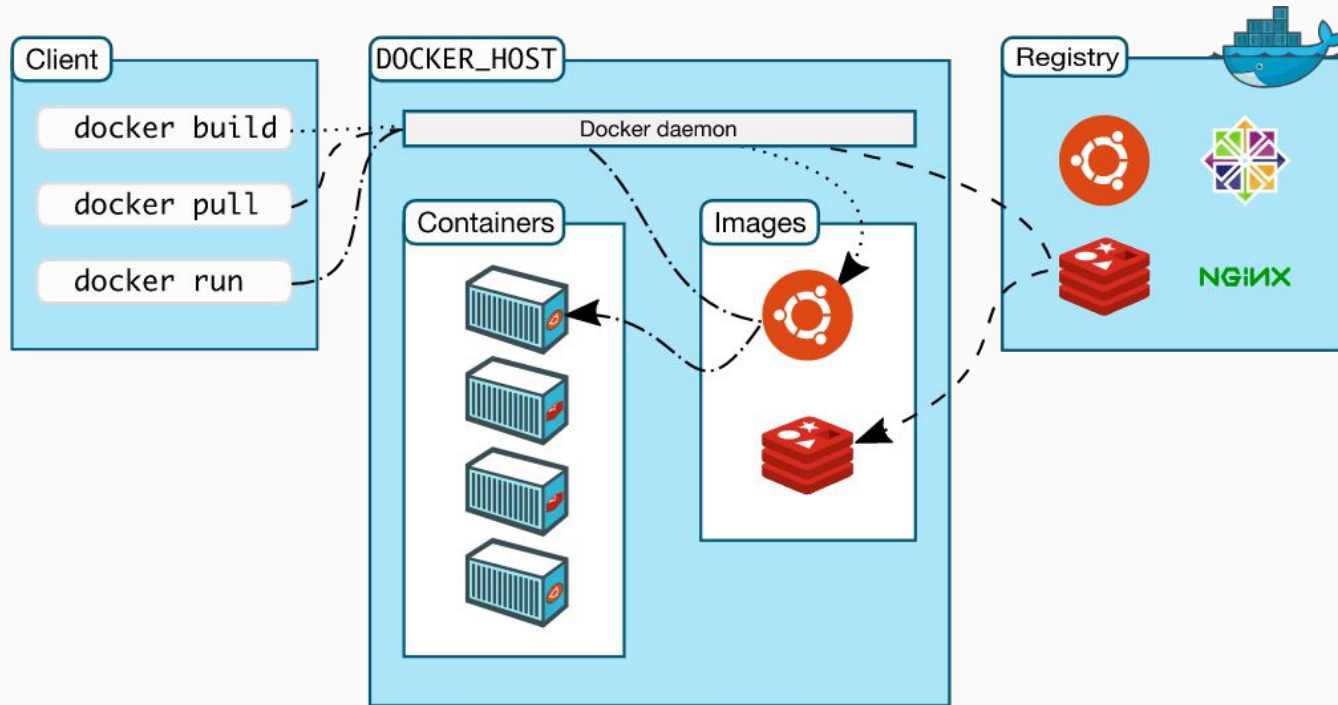 Client
docker build
docker pull
docker run
DOCKER_HOST
Docker daemon
Containers
Images
Registry
NGiNX